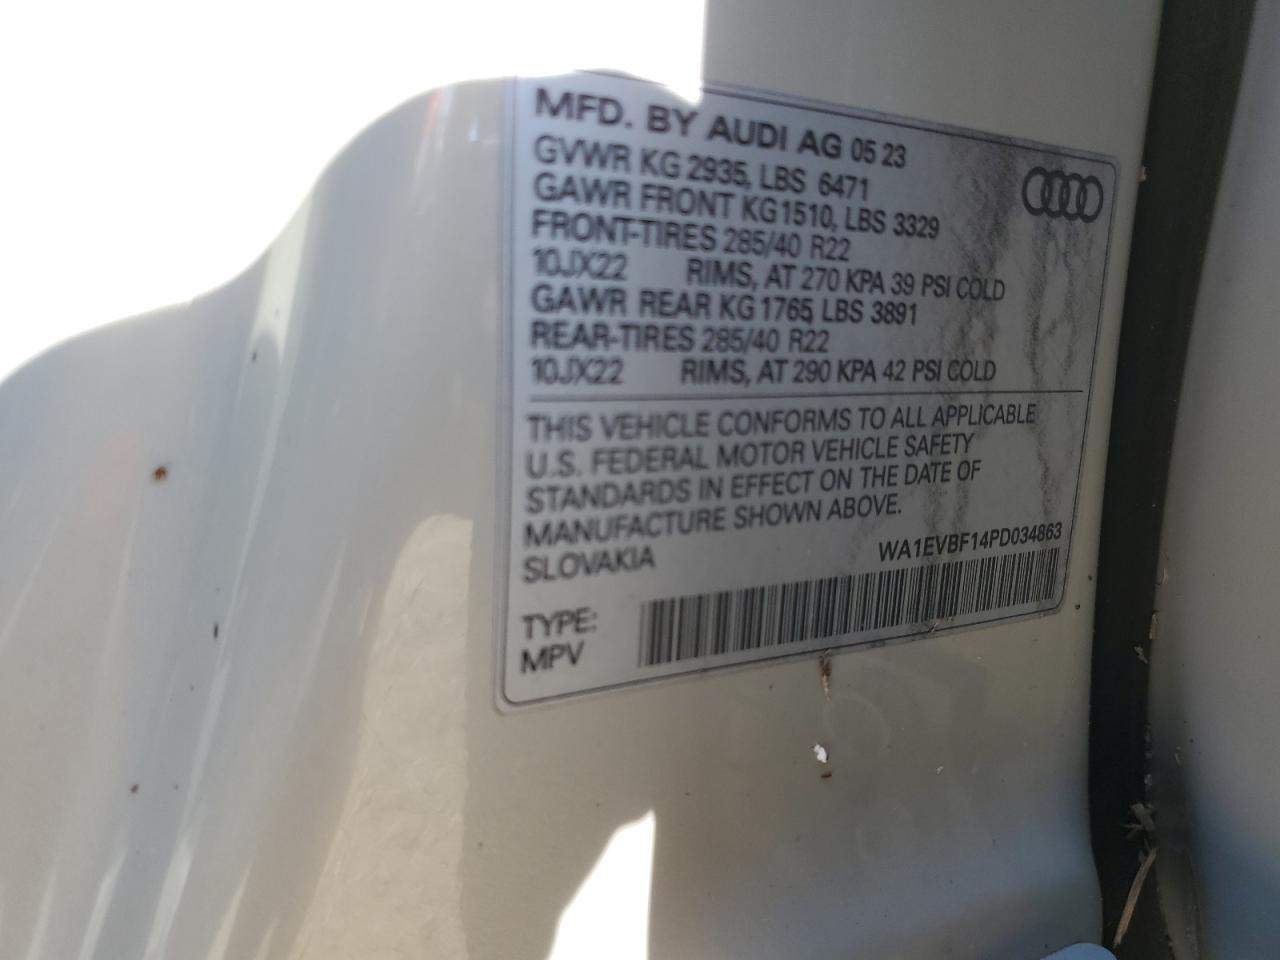 MFD. BY AUDI AG 05 23
GVWR KG 2935, LBS 6471
GAWR FRONT KG1510, LBS 3329
FRONT-TIRES 285/40 R22
10JX22 RIMS, AT 270 KPA 39 PSI COLD
GAWR REAR KG1765, LBS 3891
REAR-TIRES 285/40 R22
10JX22 RIMS, AT 290 KPA 42 PSI COLD
THIS VEHICLE CONFORMS TO ALL APPLICABLE
U.S. FEDERAL MOTOR VEHICLE SAFETY
STANDARDS IN EFFECT ON THE DATE OF
MANUFACTURE SHOWN ABOVE.
SLOVAKIA
WA1EVBF14PD034863
TYPE:
MPV